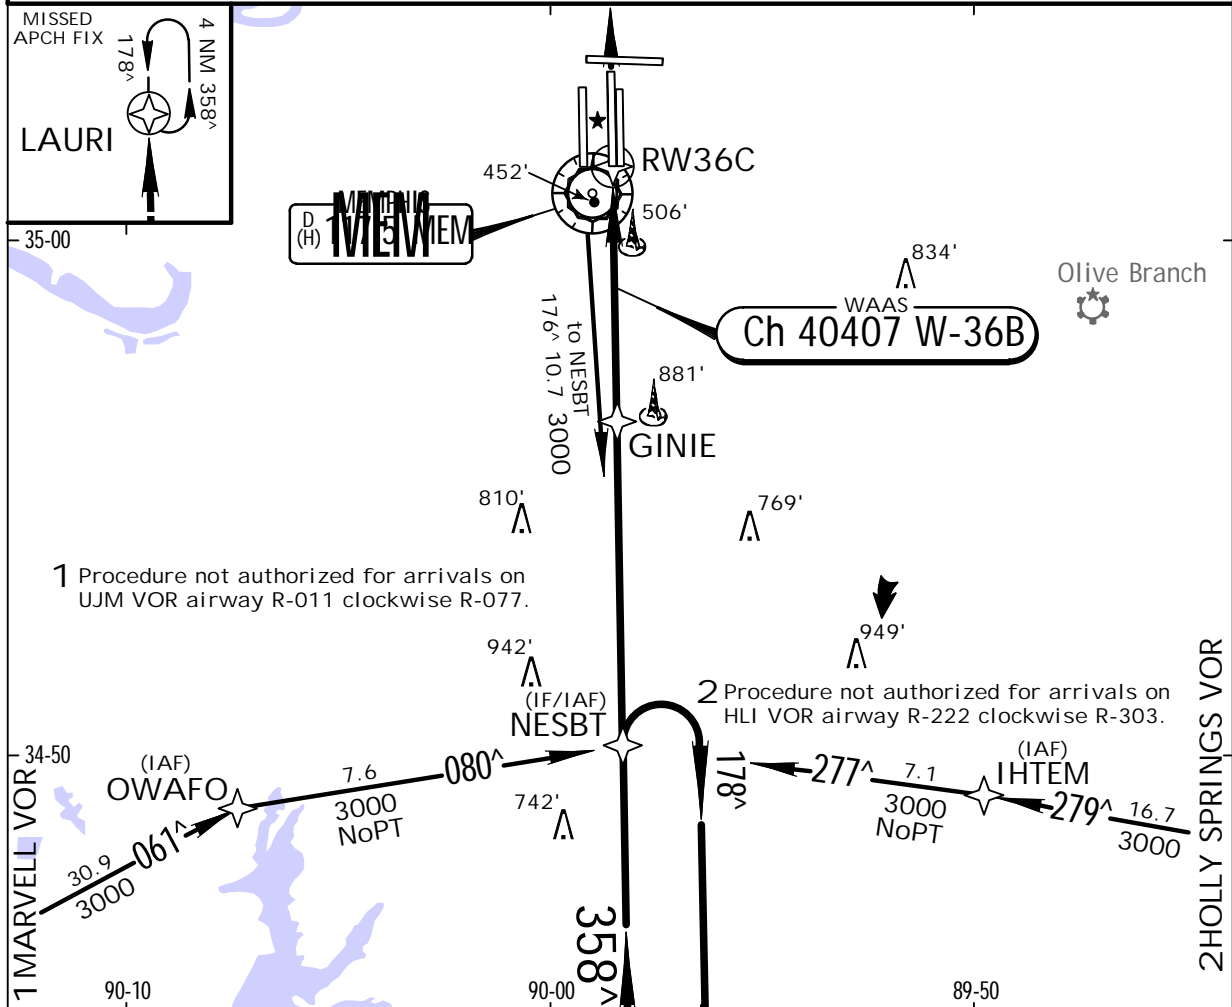 MISSED
APCH FIX
4 NM 358^
178^
LAURI
RW36C
452'
506'
MEMPHIS
D
(H)
MEM
MEM
35-00
834'
Olive Branch
WAAS
Ch 40407 W-36B
to NESBT
176^ 10.7 3000
881'
GINIE
810'
769'
1 Procedure not authorized for arrivals on
UJM VOR airway R-011 clockwise R-077.
942'
949'
(IF/IAF)
NESBT
2 Procedure not authorized for arrivals on
HLI VOR airway R-222 clockwise R-303.
34-50
(IAF)
OWAFO
7.6
080^
3000
NoPT
178^
277^
7.1
3000
NoPT
(IAF)
IHTEM
279^
16.7
3000
742'
30.9
061^
3000
358^
1MARVELL VOR
2HOLLY SPRINGS VOR
90-10
90-00
89-50